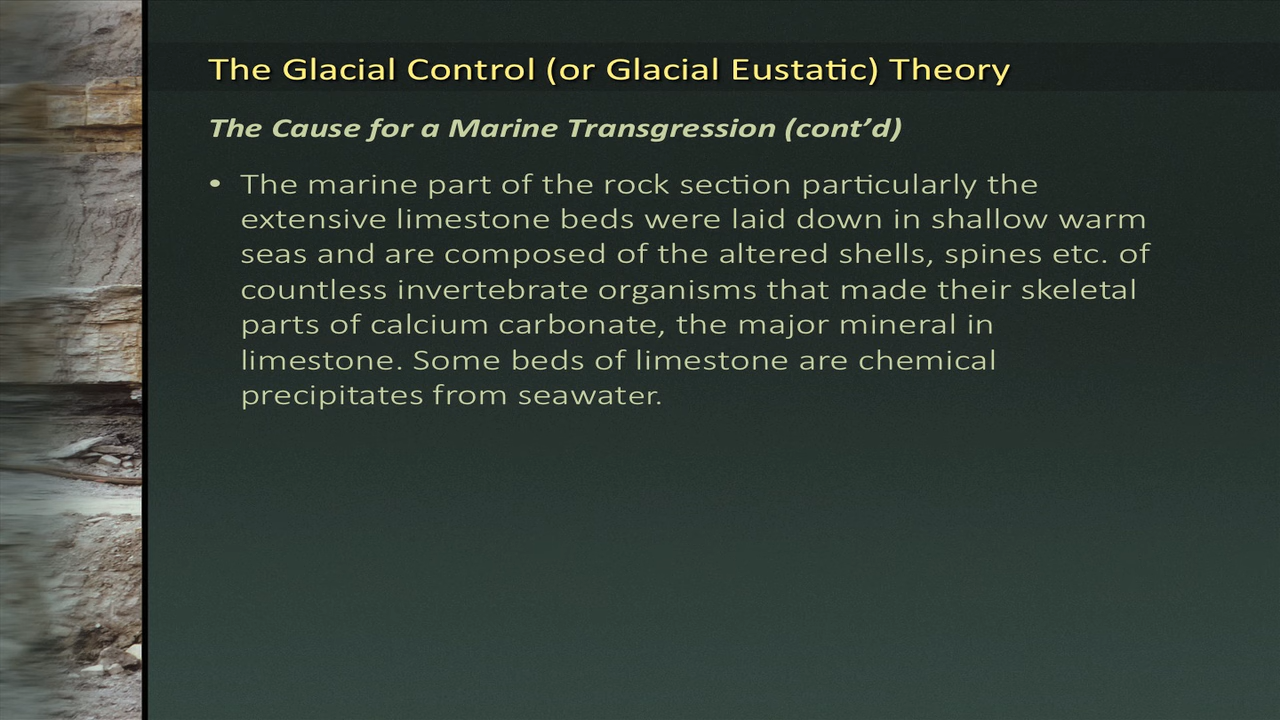 The Glacial Control (or Glacial Eustatic) Theory
The Cause for a Marine Transgression (cont’d)
• The marine part of the rock section particularly the
extensive limestone beds were laid down in shallow warm
seas and are composed of the altered shells, spines etc. of
countless invertebrate organisms that made their skeletal
parts of calcium carbonate, the major mineral in
limestone. Some beds of limestone are chemical
precipitates from seawater.